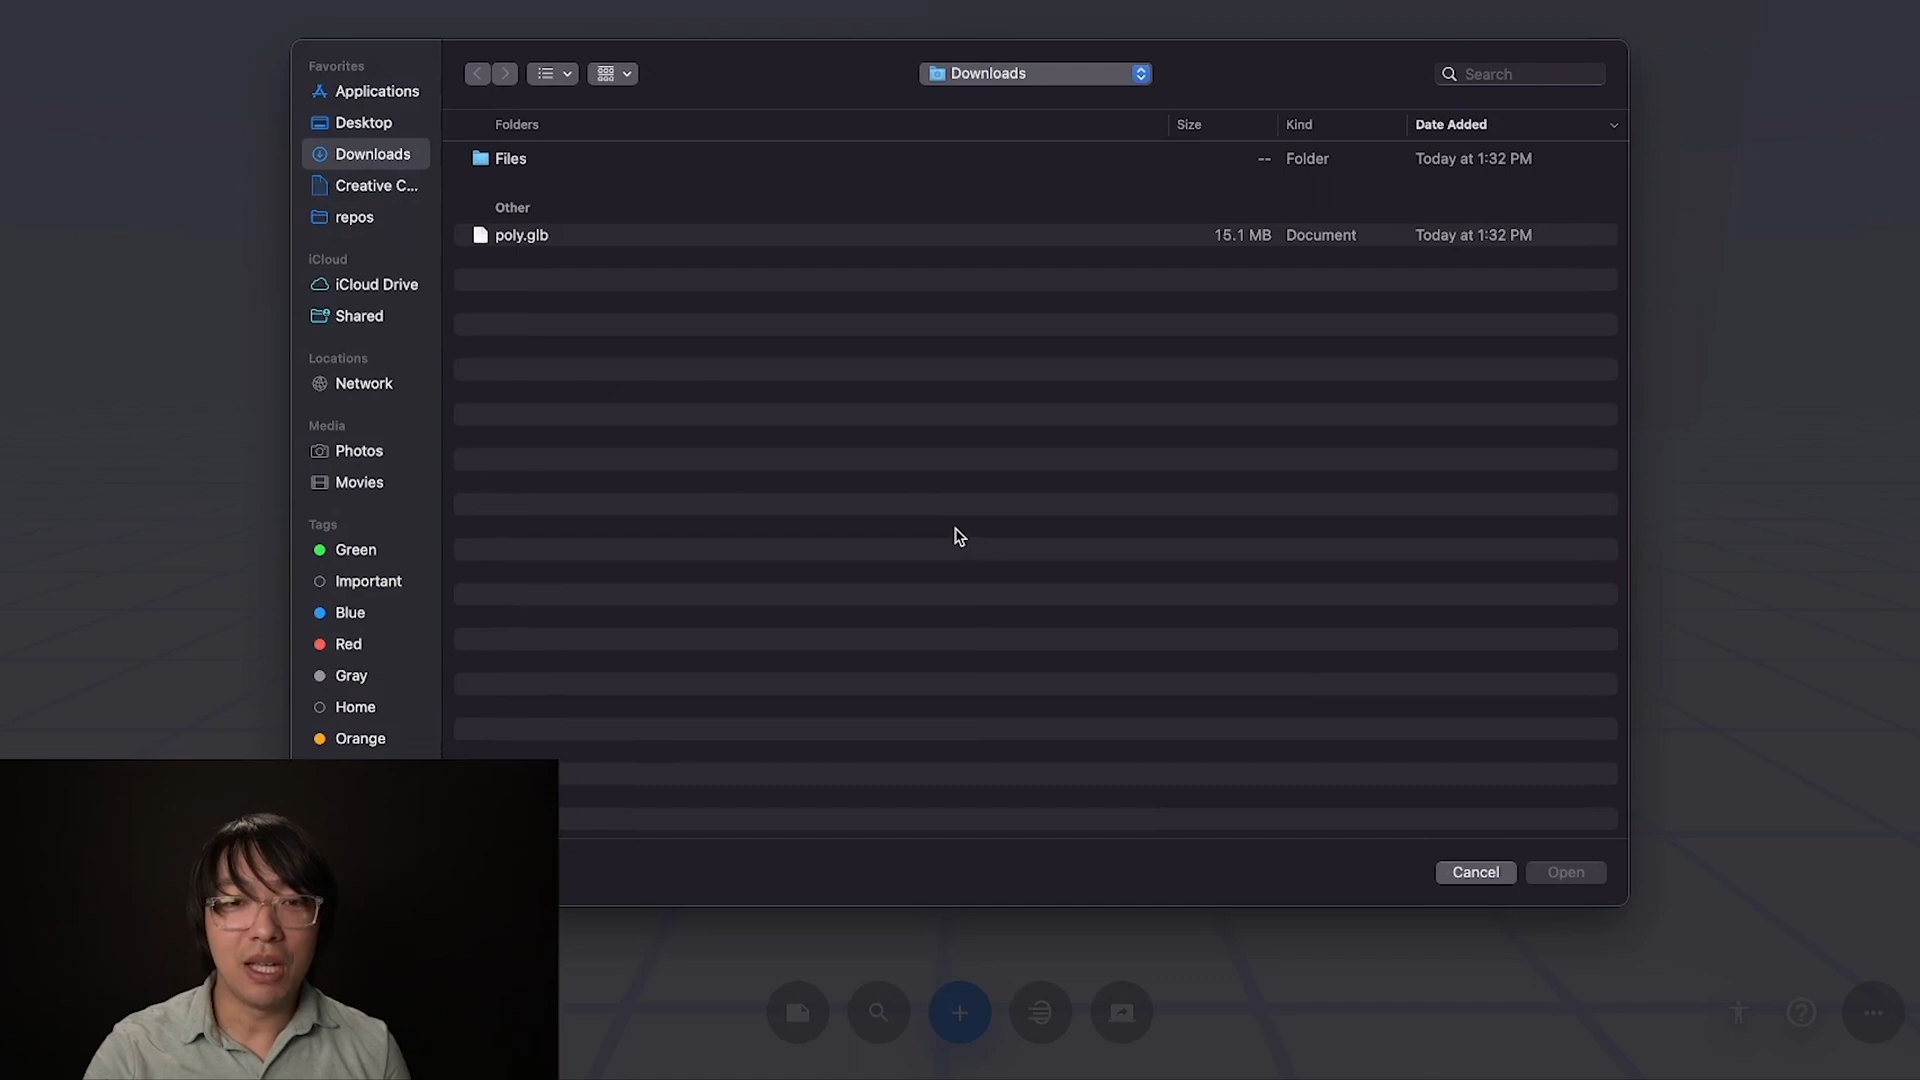 Favorites
Applications
Desktop
Downloads
Creative C...
repos
iCloud
iCloud Drive
Shared
Locations
Network
Media
Photos
Movies
Tags
Green
Important
Blue
Red
Gray
Home
Orange
Downloads
Search
Folders Size Kind Date Added
Files -- Folder Today at 1:32 PM
Other
poly.glb 15.1 MB Document Today at 1:32 PM
Cancel Open